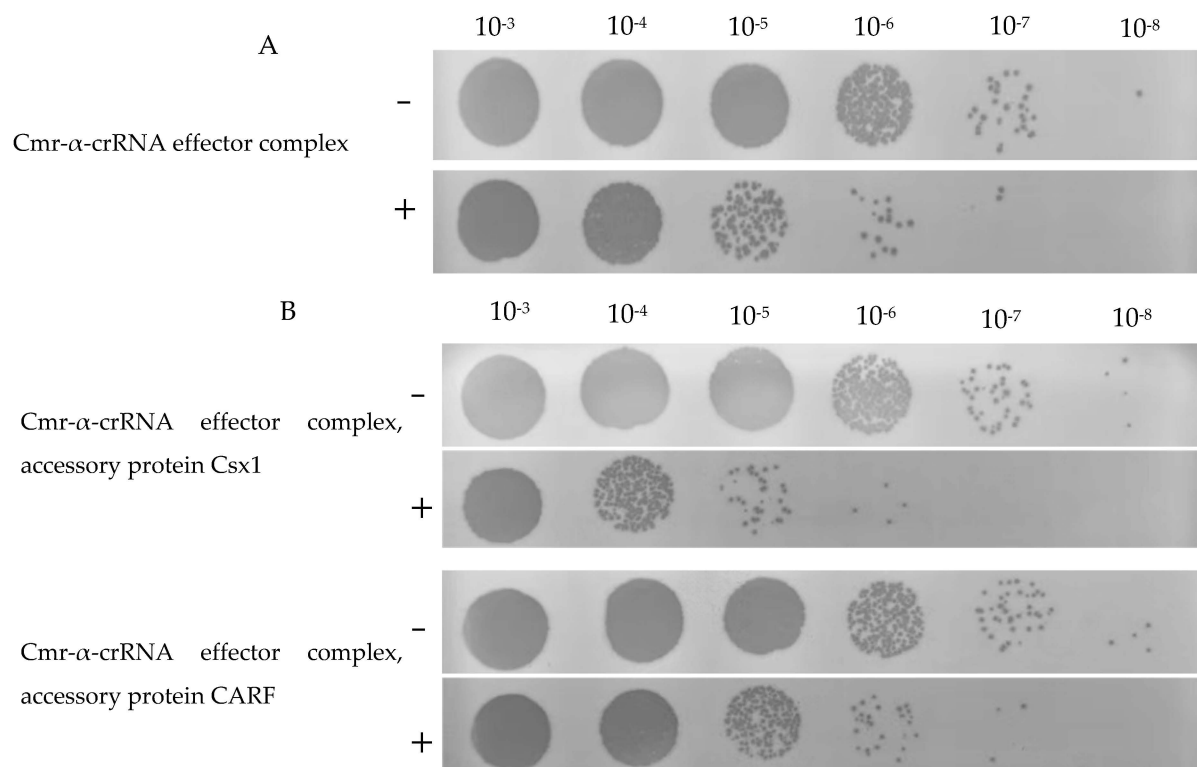 10-3 10-4 10-5 10-6 10-7 10-8
A
–
Cmr-α-crRNA effector complex
+
B
10-3 10-4 10-5 10-6 10-7 10-8
–
Cmr-α-crRNA effector complex,
accessory protein Csx1
+
–
Cmr-α-crRNA effector complex,
accessory protein CARF
+